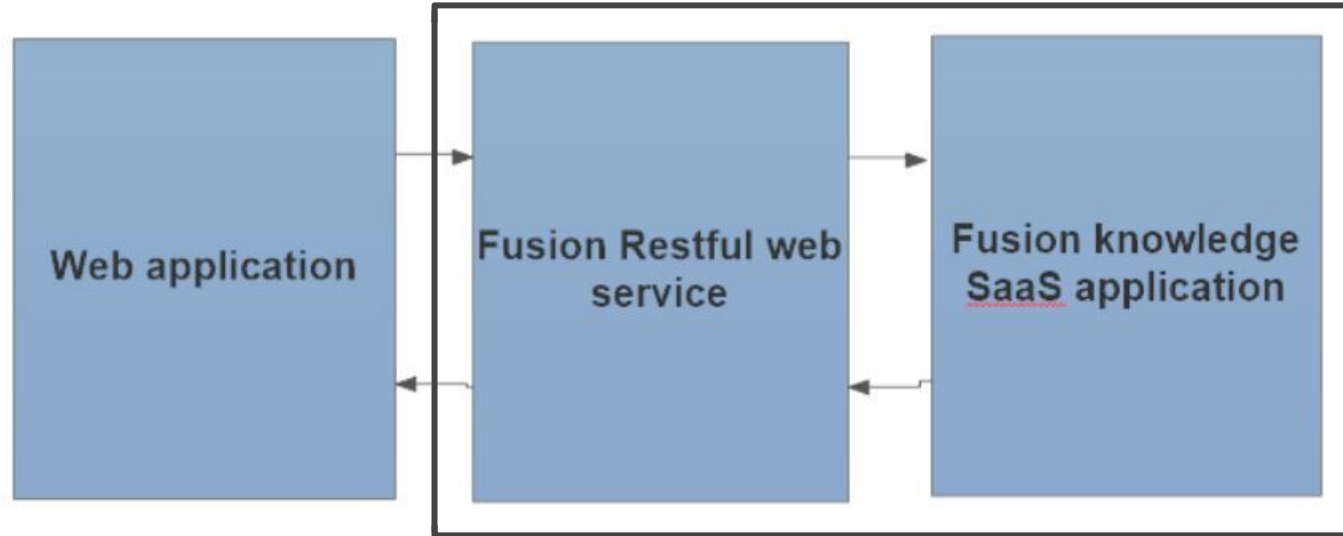 Web application
Fusion Restful web
service
Fusion knowledge
SaaS application